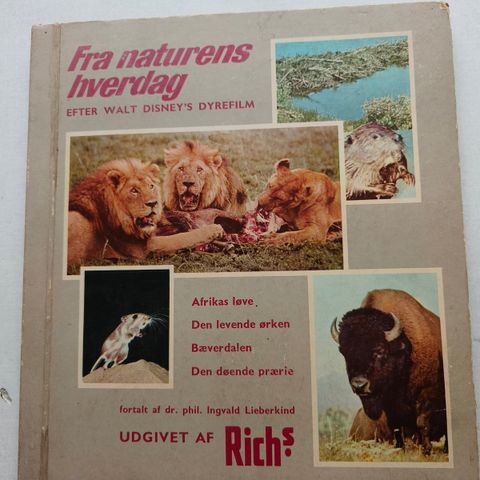 Fra naturens
hverdag
EFTER WALT DISNEY'S DYREFILM
Afrikas løve
Den levende ørken
Bæverdalen
Den døende prærie
fortalt af dr. phil. Ingvald Lieberkind
UDGIVET AF Richs.